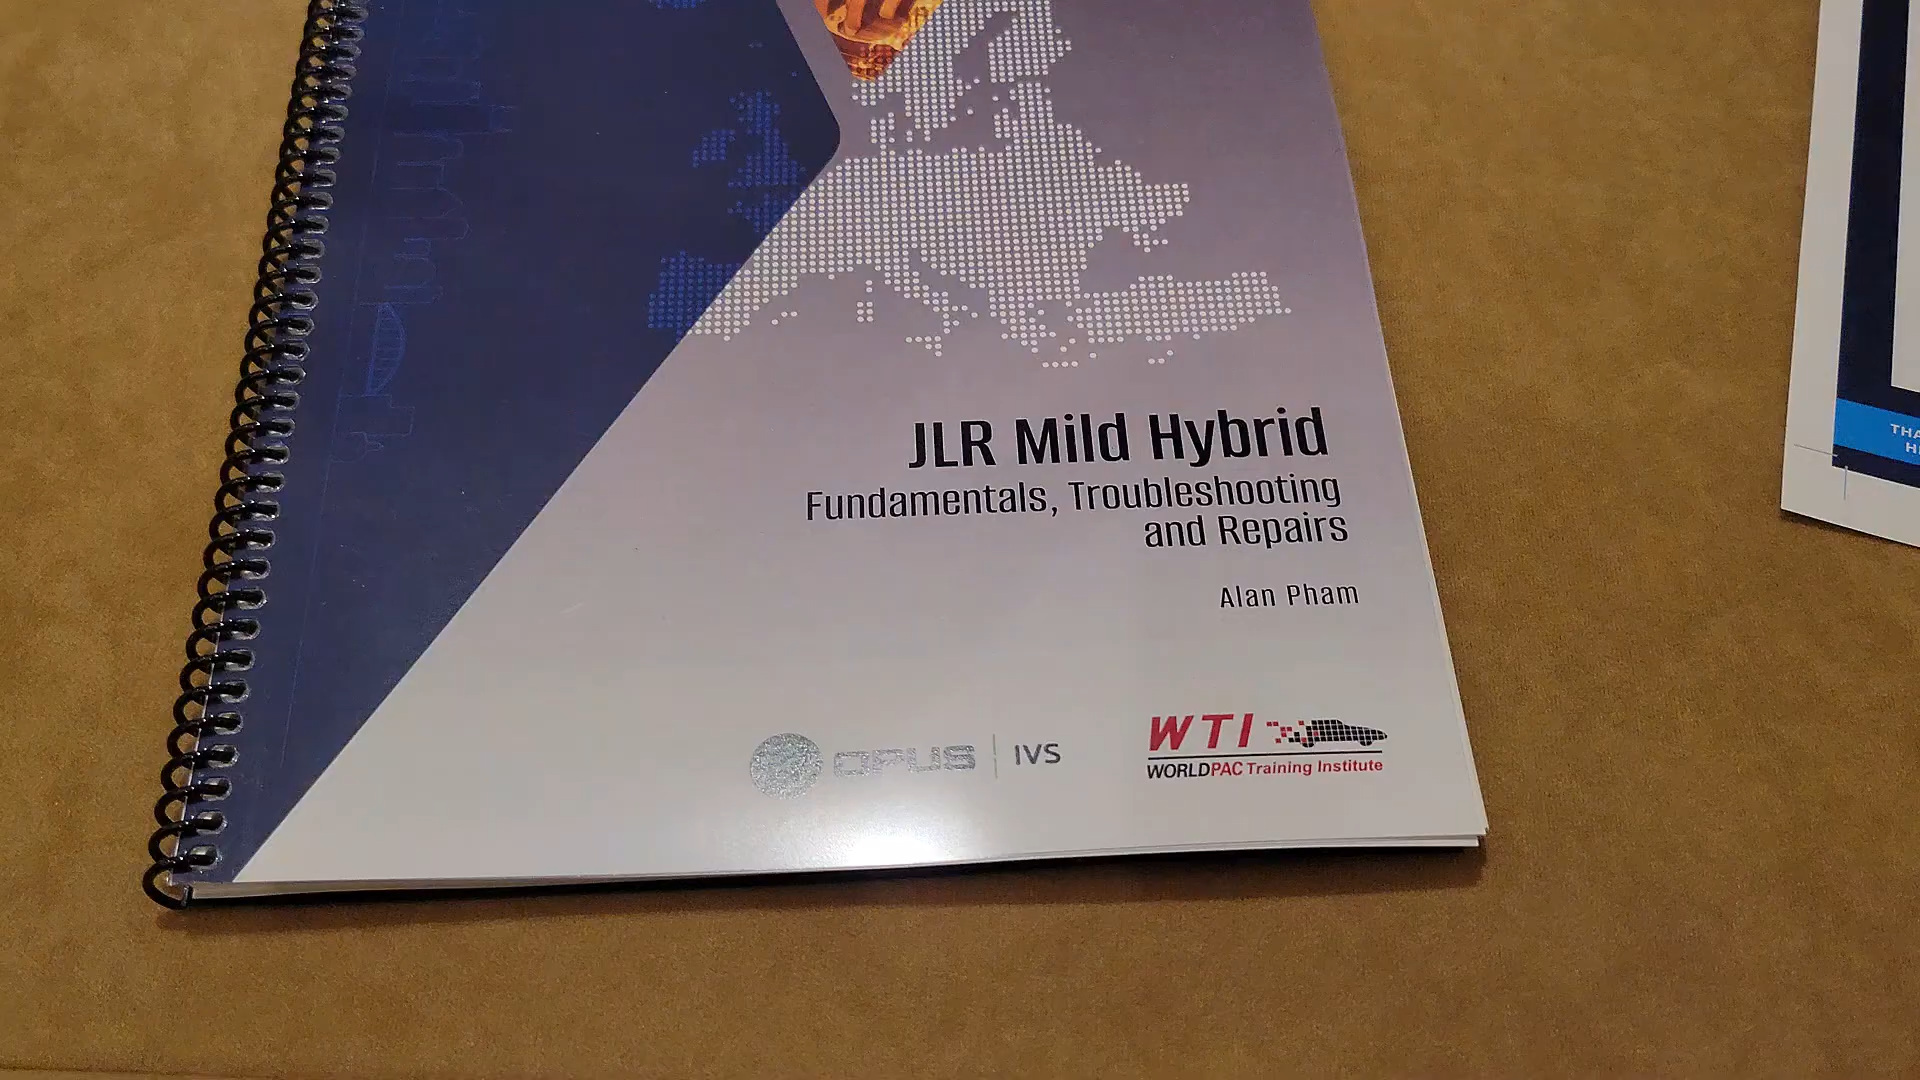 JLR Mild Hybrid
Fundamentals, Troubleshooting
and Repairs
Alan Pham
OPUS IVS
WTI
WORLDPAC Training Institute